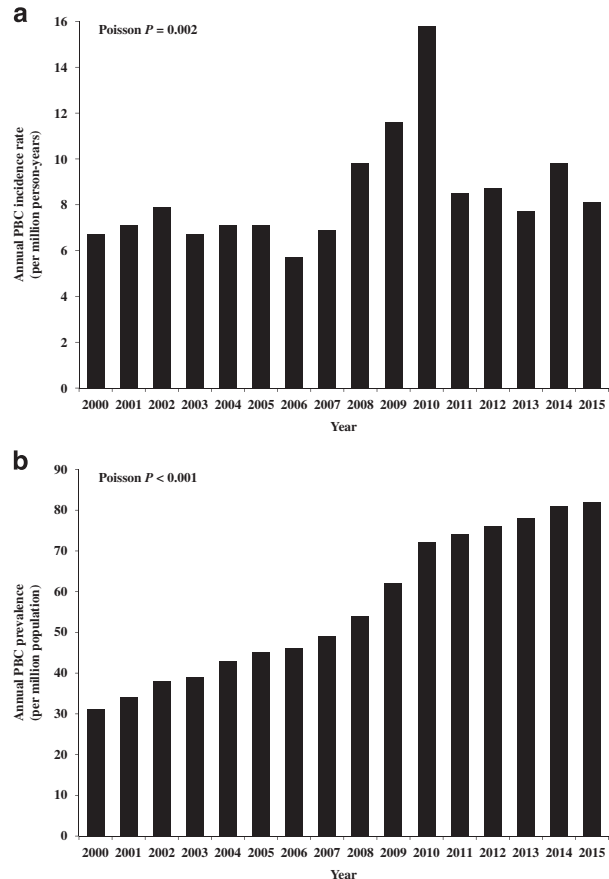 a
Poisson P = 0.002
Annual PBC incidence rate
(per million person-years)
16
14
12
10
8
6
4
2
0
2000 2001 2002 2003 2004 2005 2006 2007 2008 2009 2010 2011 2012 2013 2014 2015
Year
b
Poisson P < 0.001
Annual PBC prevalence
(per million population)
90
80
70
60
50
40
30
20
10
0
2000 2001 2002 2003 2004 2005 2006 2007 2008 2009 2010 2011 2012 2013 2014 2015
Year